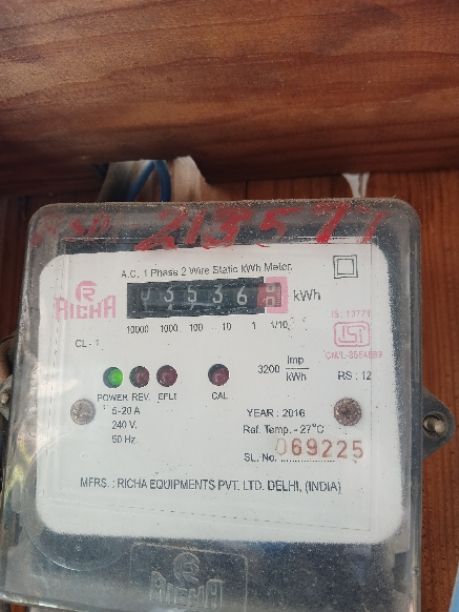 213577
A.C. 1 Phase 2 Wire Static kWh Meter
R
RICHA
03536 kWh
10000 1000 100 10 1 1/10
IS: 13779
ISI
CL - 1
3200 Imp/kWh
RS : 12
POWER REV. EFLT CAL
5-20 A
240 V.
50 Hz.
YEAR : 2016
Ref. Temp. - 27°C
SL. No. 069225
MFRS. : RICHA EQUIPMENTS PVT. LTD. DELHI, (INDIA)
R
RICHA